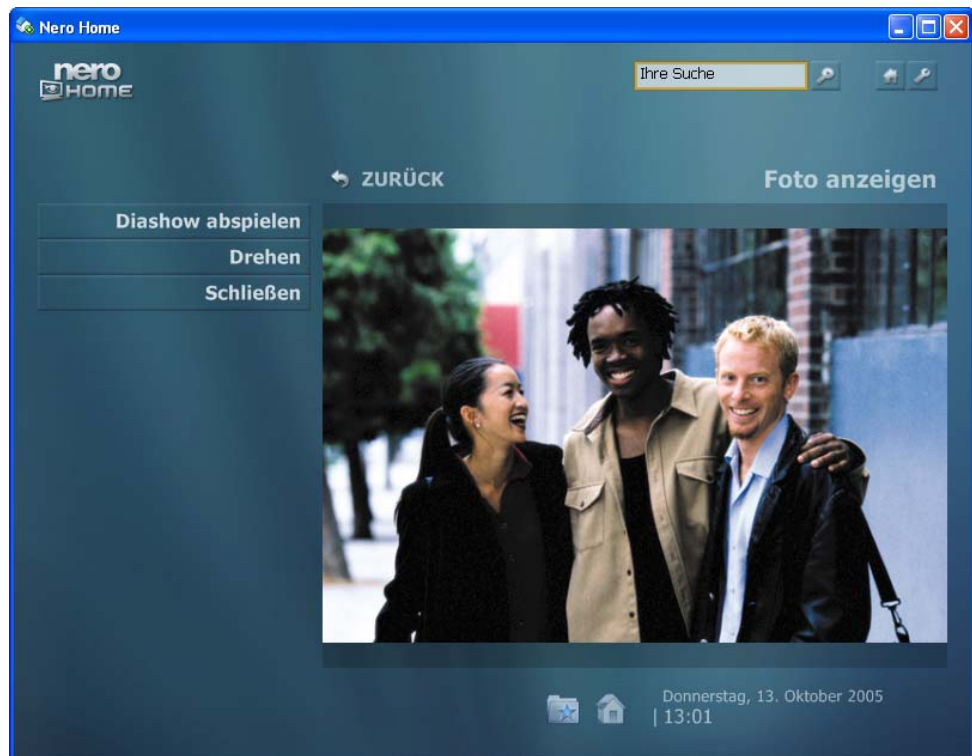 Nero Home
nero
HOME
Ihre Suche
ZURÜCK
Foto anzeigen
Diashow abspielen
Drehen
Schließen
Donnerstag, 13. Oktober 2005
| 13:01